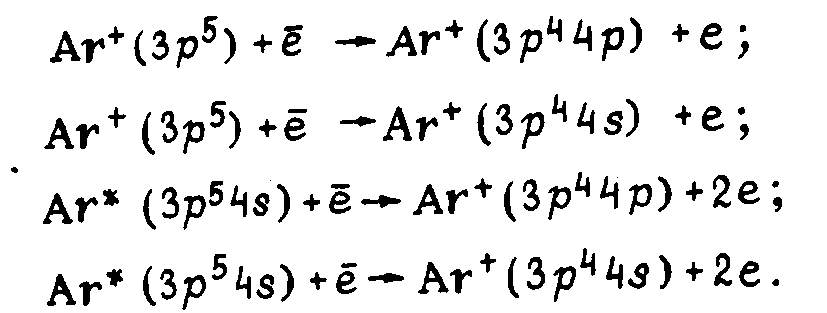 Ar⁺(3p⁵) + ē → Ar⁺(3p⁴4p) + e;
Ar⁺(3p⁵) + ē → Ar⁺(3p⁴4s) + e;
Ar* (3p⁵4s) + ē → Ar⁺(3p⁴4p) + 2e;
Ar* (3p⁵4s) + ē → Ar⁺(3p⁴4s) + 2e.